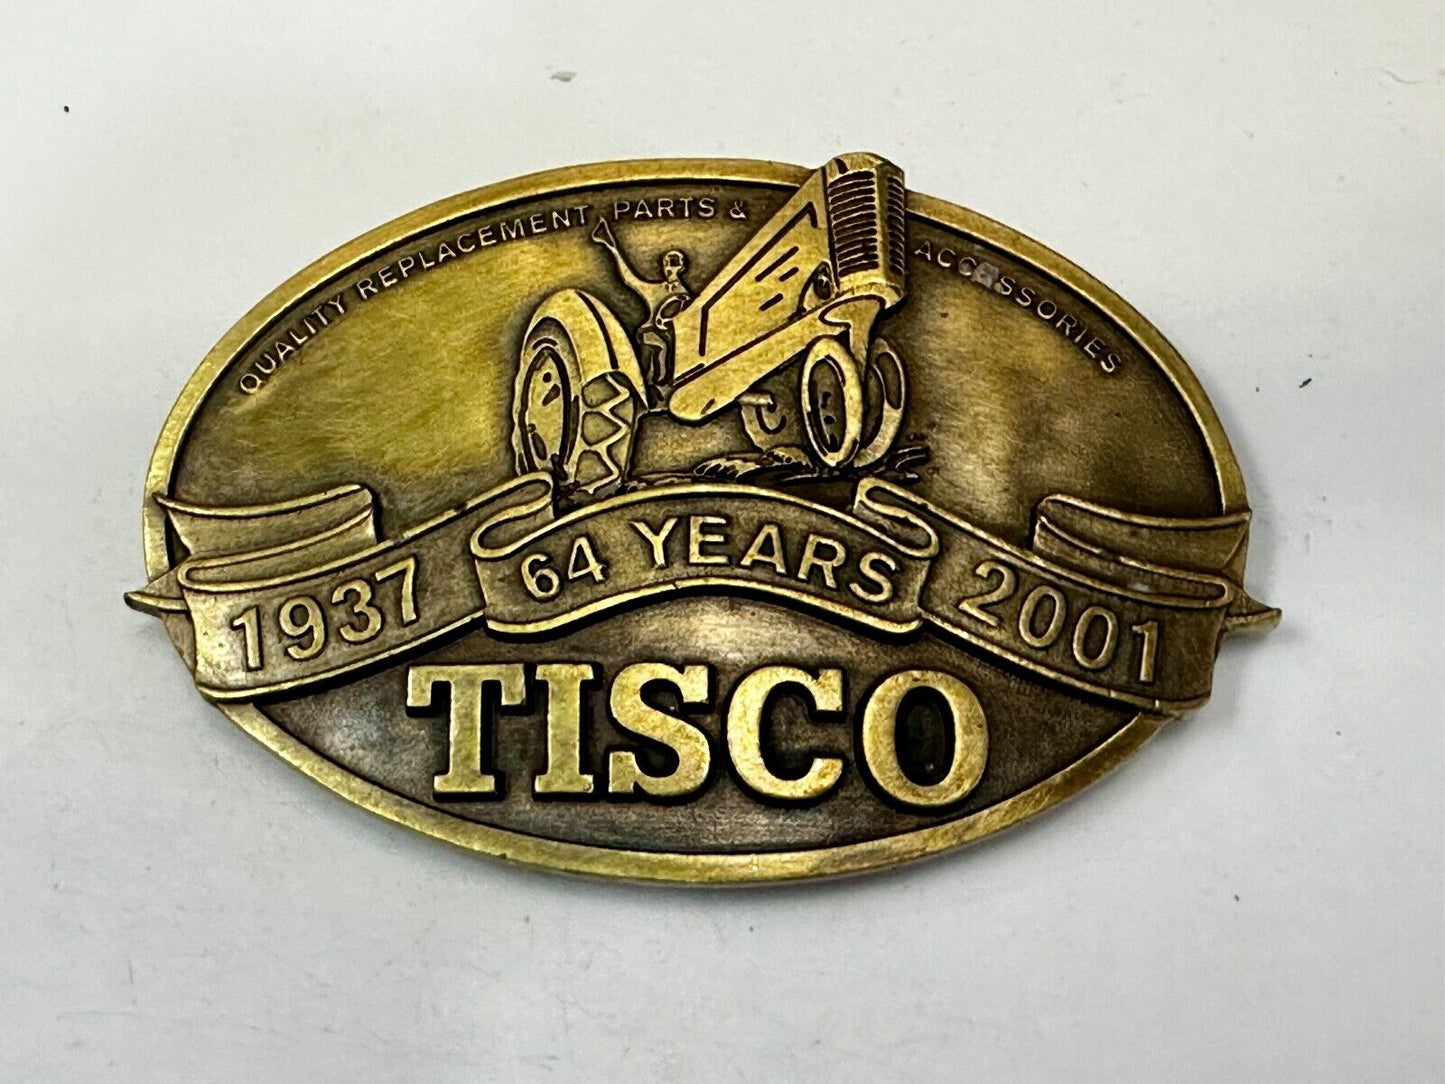 QUALITY REPLACEMENT PARTS & ACCESSORIES
1937 64 YEARS 2001
TISCO